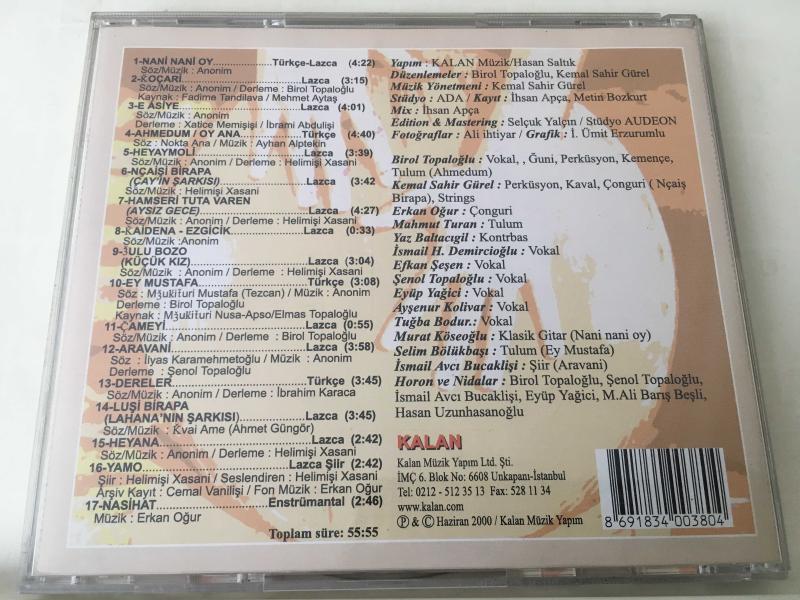 1-NANİ NANİ OY Türkçe-Lazca (4:22)
Söz/Müzik : Anonim
2-ǨOÇARİ Lazca (3:15)
Söz/Müzik : Anonim / Derleme : Birol Topaloğlu
Kaynak : Fadime Tandilava / Mehmet Aytaş
3-E ASİYE Lazca (4:01)
Söz/Müzik : Anonim
Derleme : Xatice Memişişi / İbrami Abdulişi
4-AHMEDUM / OY ANA Türkçe (4:40)
Söz : Nokta Ana / Müzik : Ayhan Alptekin
5-HEYAYMOLİ Lazca (3:39)
Söz/Müzik : Anonim / Derleme : Helimişi Xasani
6-NÇAİŞİ BİRAPA
(ÇAY'IN ŞARKISI) Lazca (3:42
Söz/Müzik : Helimişi Xasani
7-HAMSERİ TUTA VAREN
(AYSIZ GECE) Lazca (4:27)
Söz/Müzik : Anonim / Derleme : Helimişi Xasani
8-ǨAİDENA - EZGİCİK Lazca (0:33)
Söz/Müzik :Anonim
9-ǮULU BOZO
(KÜÇÜK KIZ) Lazca (3:04)
Söz/Müzik : Anonim / Derleme : Helimişi Xasani
10-EY MUSTAFA Türkçe (3:08)
Söz : Mǯuǩituri Mustafa (Tezcan) / Müzik : Anonim
Derleme : Birol Topaloğlu
Kaynak : Mǯuǩituri Nusa-Apso/Elmas Topaloğlu
11-ÇAMEYİ Lazca (0:55)
Söz/Müzik : Anonim / Derleme : Birol Topaloğlu
12-ARAVANİ Lazca (3:58)
Söz : İlyas Karamehmetoğlu / Müzik : Anonim
Derleme : Şenol Topaloğlu
13-DERELER Türkçe (3:45)
Söz/Müzik : Anonim / Derleme : İbrahim Karaca
14-LUŞİ BİRAPA
(LAHANA'NIN ŞARKISI) Lazca (3:45)
Söz/Müzik : Ǩvai Ame (Ahmet Güngör)
15-HEYANA Lazca (2:42)
Söz/Müzik : Anonim / Derleme : Helimişi Xasani
16-YAMO Lazca Şiir (2:42)
Şiir : Helimişi Xasani / Seslendiren : Helimişi Xasani
Arşiv Kayıt : Cemal Vanilişi / Fon Müzik : Erkan Oğur
17-NASİHAT Enstrümantal (2:46)
Müzik : Erkan Oğur
Toplam süre: 55:55
Yapım : KALAN Müzik/Hasan Saltık
Düzenlemeler : Birol Topaloğlu, Kemal Sahir Gürel
Müzik Yönetmeni : Kemal Sahir Gürel
Stüdyo : ADA / Kayıt : İhsan Apça, Metin Bozkurt
Mix : İhsan Apça
Edition & Mastering : Selçuk Yalçın / Stüdyo AUDEON
Fotoğraflar : Ali ihtiyar / Grafik : İ. Ümit Erzurumlu
Birol Topaloğlu : Vokal, , Ğuni, Perküsyon, Kemençe,
Tulum (Ahmedum)
Kemal Sahir Gürel : Perküsyon, Kaval, Çonguri ( Nçaiş
Birapa), Strings
Erkan Oğur : Çonguri
Mahmut Turan : Tulum
Yaz Baltacıgil : Kontrbas
İsmail H. Demircioğlu : Vokal
Efkan Şeşen : Vokal
Şenol Topaloğlu : Vokal
Eyüp Yağici : Vokal
Ayşenur Kolivar : Vokal
Tuğba Bodur.: Vokal
Murat Köseoğlu : Klasik Gitar (Nani nani oy)
Selim Bölükbaşı : Tulum (Ey Mustafa)
İsmail Avcı Bucaklişi : Şiir (Aravani)
Horon ve Nidalar : Birol Topaloğlu, Şenol Topaloğlu,
İsmail Avcı Bucaklişi, Eyüp Yağici, M.Ali Barış Beşli,
Hasan Uzunhasanoğlu
KALAN
Kalan Müzik Yapım Ltd. Şti.
İMÇ 6. Blok No: 6608 Unkapanı-İstanbul
Tel: 0212 - 512 35 13 Fax: 528 11 34
www.kalan.com
℗ & © Haziran 2000 / Kalan Müzik Yapım
8 691834 003804